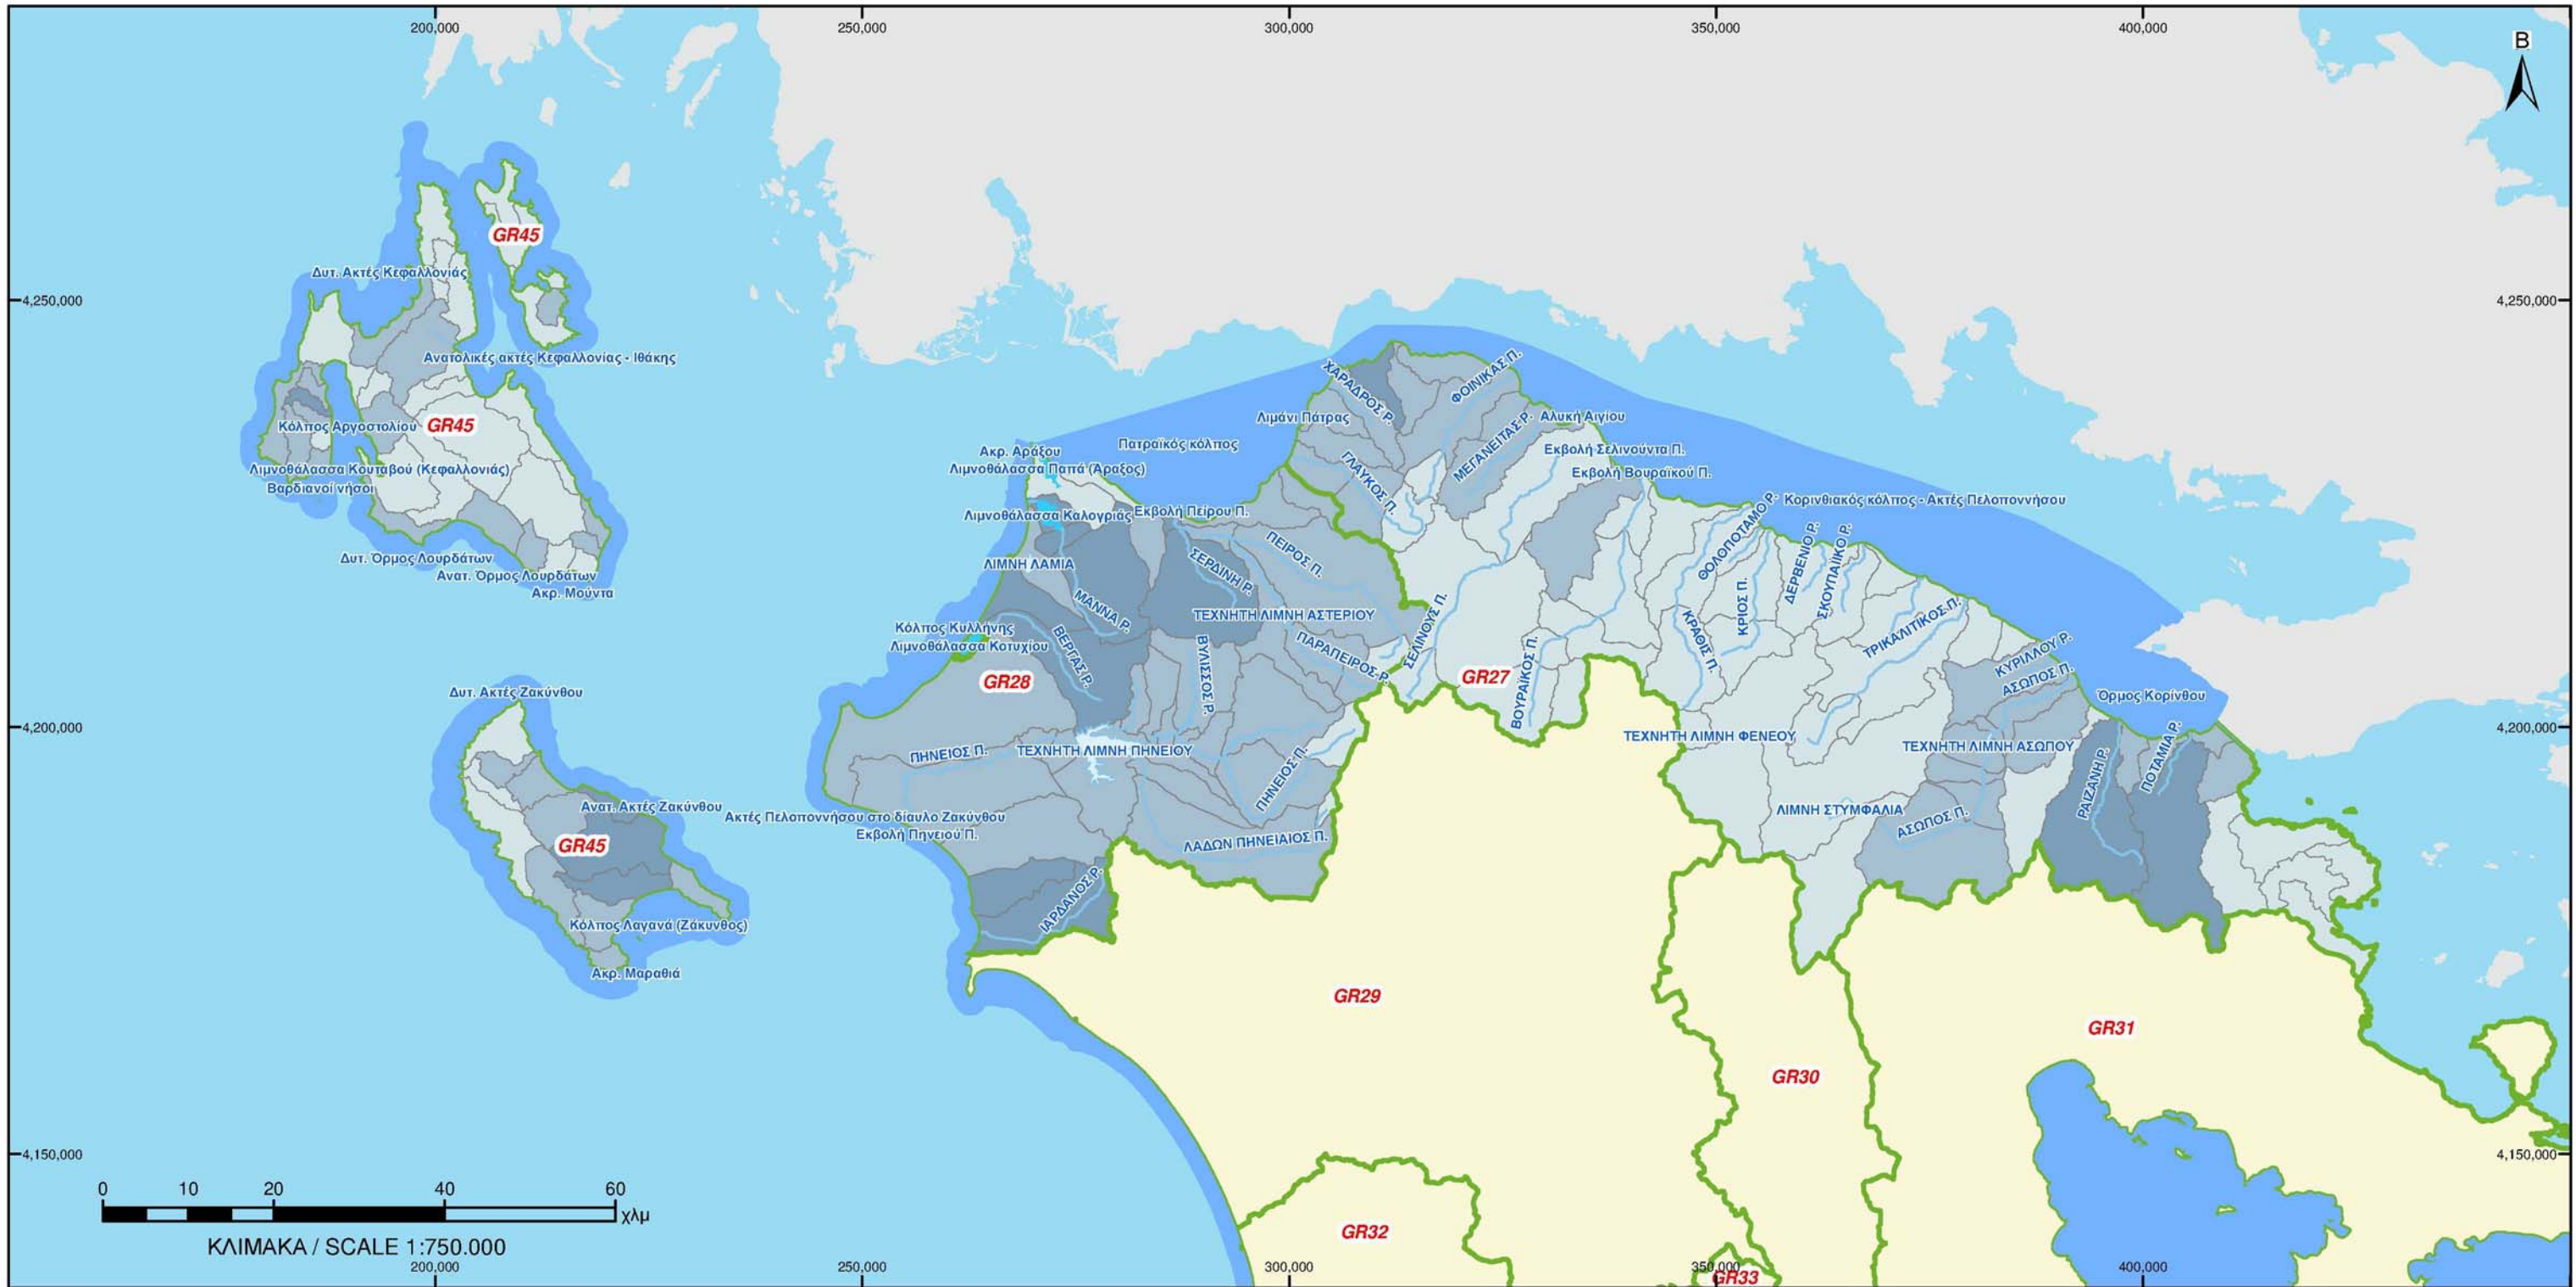 200,000
250,000
300,000
350,000
400,000
B
GR45
Δυτ. Ακτές Κεφαλλονιάς
4,250,000
4,250,000
Ανατολικές ακτές Κεφαλλονίας - Ιθάκης
ΧΑΡΑΔΡΟΣ Ρ.
ΦΟΙΝΙΚΑΣ Π.
Κόλπος Αργοστολίου
GR45
Λιμάνι Πάτρας
ΜΕΓΑΝΕΙΤΑΣ Ρ.
Αλυκή Αιγίου
Πατραϊκός κόλπος
Ακρ. Αράξου
Εκβολή Σελινούντα Π.
Λιμνοθάλασσα Κουταβού (Κεφαλλονιάς)
Λιμνοθάλασσα Παπά (Άραξος)
Εκβολή Βουραϊκού Π.
ΓΛΑΥΚΟΣ Π.
Βαρδιανοί νήσοι
Κορινθιακός κόλπος - Ακτές Πελοποννήσου
Λιμνοθάλασσα Καλογριάς
Εκβολή Πείρου Π.
ΘΟΛΟΠΟΤΑΜΟ Ρ.
Δυτ. Όρμος Λουρδάτων
ΛΙΜΝΗ ΛΑΜΙΑ
ΣΕΡΔΙΝΗ Ρ.
ΠΕΙΡΟΣ Π.
ΔΕΡΒΕΝΙΟ Ρ.
ΣΚΟΥΠΑΙΙΚΟ Ρ.
Ανατ. Όρμος Λουρδάτων
Ακρ. Μούντα
ΜΑΝΝΑ Ρ.
ΤΕΧΝΗΤΗ ΛΙΜΝΗ ΑΣΤΕΡΙΟΥ
ΚΡΙΟΣ Π.
Κόλπος Κυλλήνης
Λιμνοθάλασσα Κοτυχίου
ΒΕΡΓΑΣ Ρ.
ΒΥΛΙΣΣΟΣ Ρ.
ΠΑΡΑΠΕΙΡΟΣ Ρ.
ΣΕΛΙΝΟΥΣ Π.
ΚΡΑΘΙΣ Π.
ΤΡΙΚΑΛΙΤΙΚΟΣ Π.
ΚΥΡΙΛΛΟΥ Ρ.
ΑΣΩΠΟΣ Π.
GR28
GR27
ΒΟΥΡΑΪΚΟΣ Π.
Δυτ. Ακτές Ζακύνθου
Όρμος Κορίνθου
4,200,000
4,200,000
ΠΗΝΕΙΟΣ Π.
ΤΕΧΝΗΤΗ ΛΙΜΝΗ ΠΗΝΕΙΟΥ
ΤΕΧΝΗΤΗ ΛΙΜΝΗ ΦΕΝΕΟΥ
ΤΕΧΝΗΤΗ ΛΙΜΝΗ ΑΣΩΠΟΥ
ΠΗΝΕΙΟΣ Π.
ΡΑΙΖΑΝΗ Ρ.
ΠΟΤΑΜΙΑ Ρ.
Ανατ. Ακτές Ζακύνθου
Ακτές Πελοποννήσου στο δίαυλο Ζακύνθου
Εκβολή Πηνειού Π.
ΛΙΜΝΗ ΣΤΥΜΦΑΛΙΑ
ΑΣΩΠΟΣ Π.
GR45
ΛΑΔΩΝ ΠΗΝΕΙΑΙΟΣ Π.
ΙΑΡΔΑΝΟΣ Ρ.
Κόλπος Λαγανά (Ζάκυνθος)
Ακρ. Μαραθιά
GR29
GR31
GR30
4,150,000
4,150,000
0 10 20 40 60
χλμ
GR32
ΚΛΙΜΑΚΑ / SCALE 1:750.000
200,000
250,000
300,000
350,000
400,000
GR33